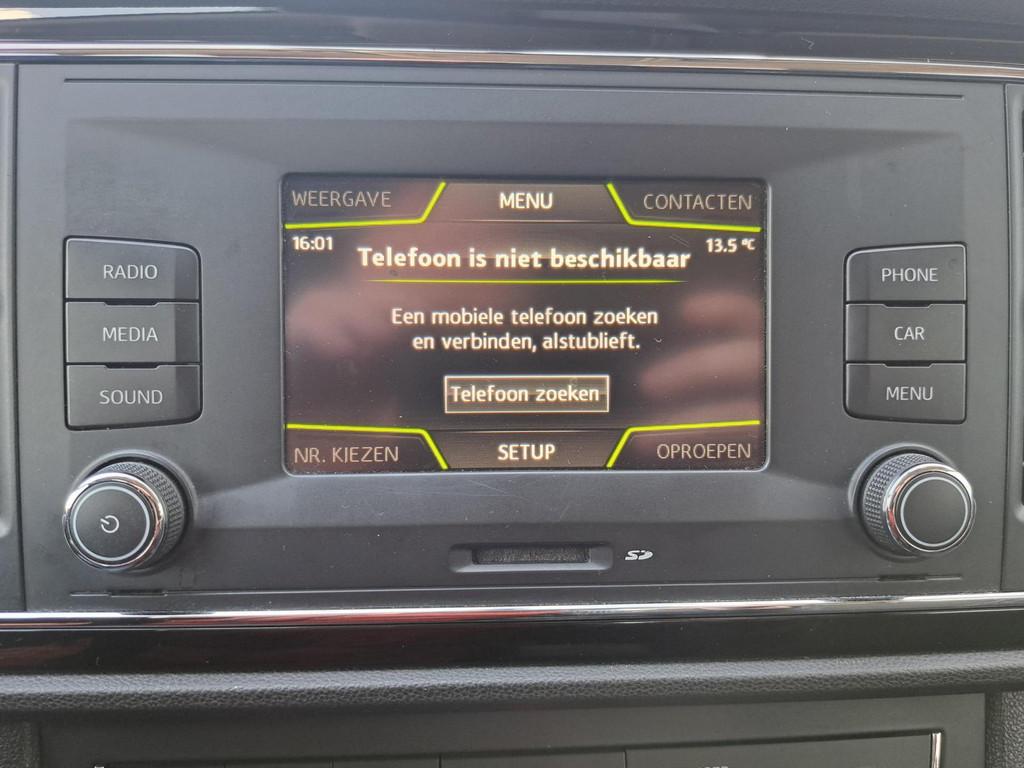 WEERGAVE MENU CONTACTEN
16:01 13.5 °C
Telefoon is niet beschikbaar
RADIO
MEDIA
SOUND
Een mobiele telefoon zoeken
en verbinden, alstublieft.
Telefoon zoeken
PHONE
CAR
MENU
NR. KIEZEN SETUP OPROEPEN
SD